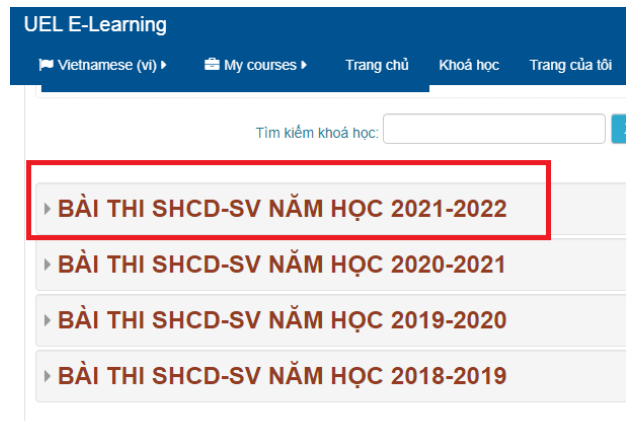 UEL E-Learning
Vietnamese (vi) My courses Trang chủ Khoá học Trang của tôi
Tìm kiếm khoá học:
BÀI THI SHCD-SV NĂM HỌC 2021-2022
BÀI THI SHCD-SV NĂM HỌC 2020-2021
BÀI THI SHCD-SV NĂM HỌC 2019-2020
BÀI THI SHCD-SV NĂM HỌC 2018-2019